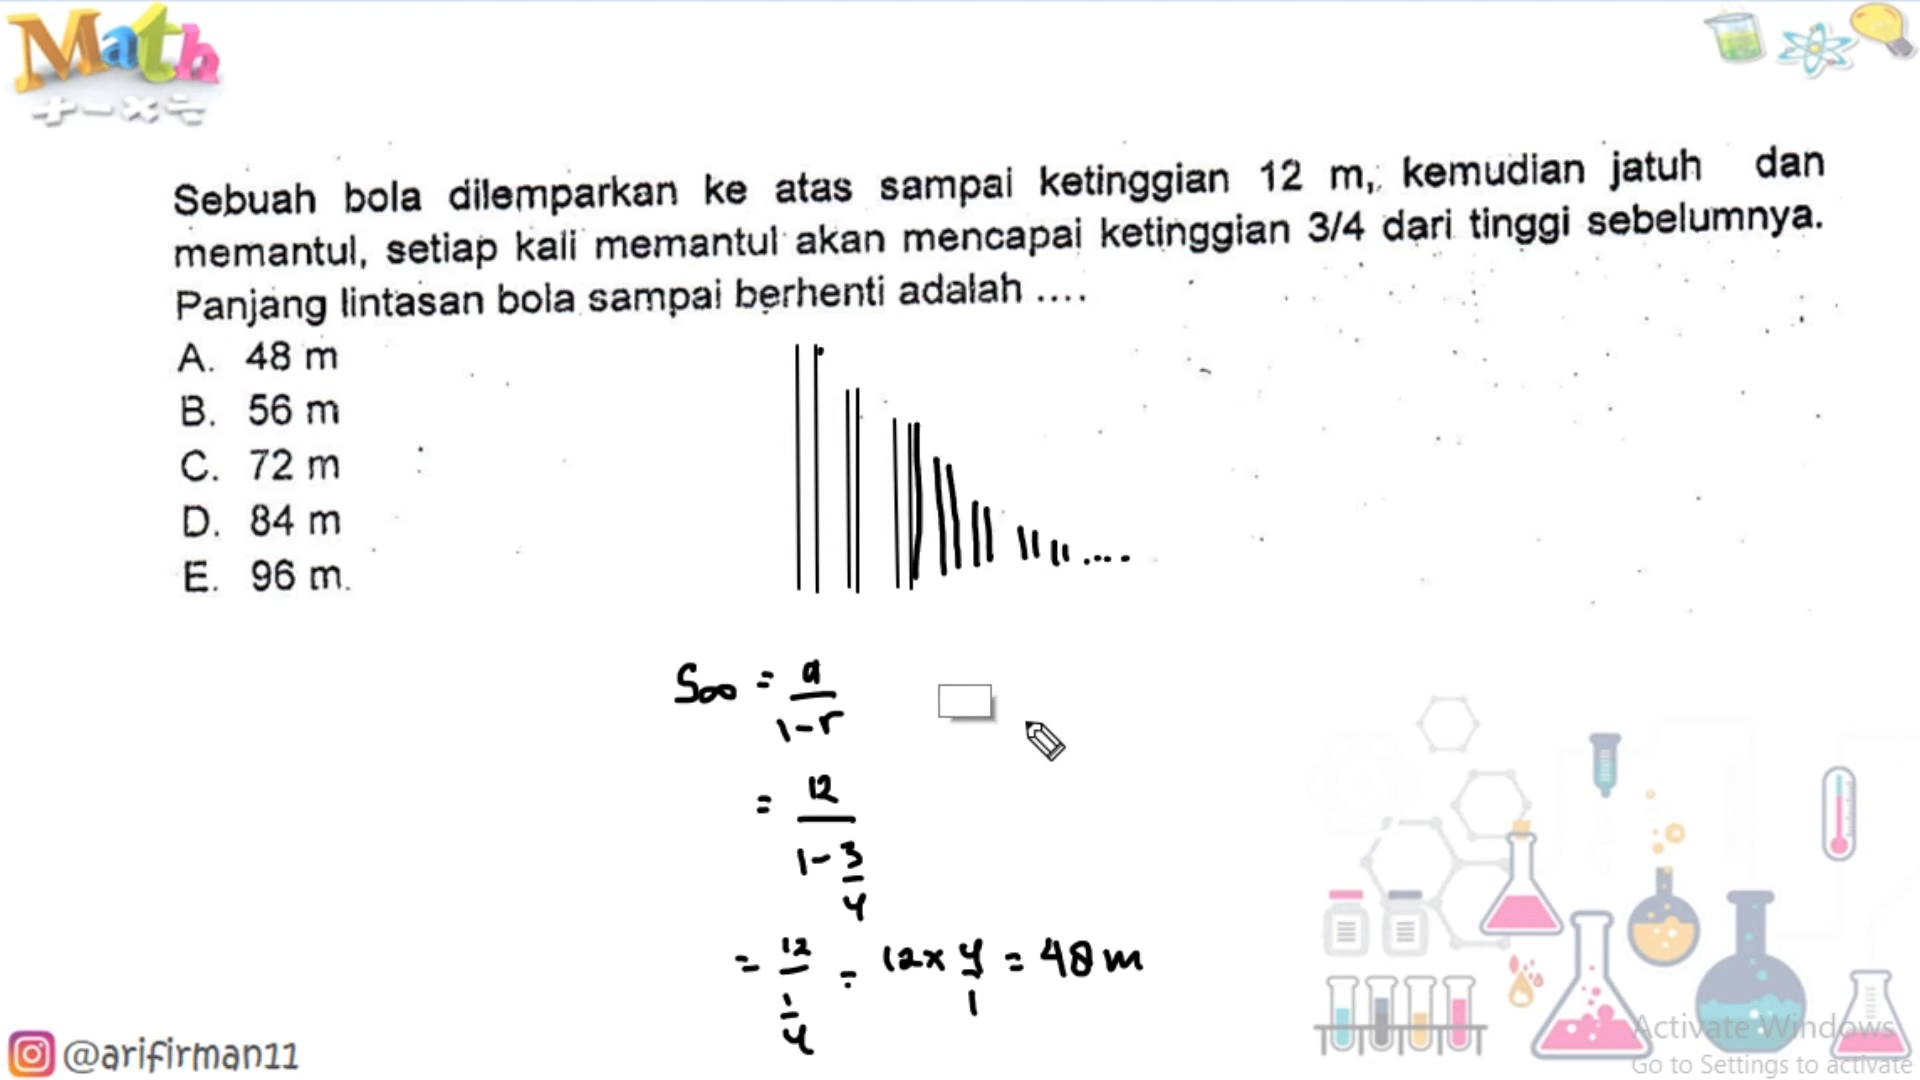 Math
+ − × ÷
Sebuah bola dilemparkan ke atas sampai ketinggian 12 m, kemudian jatuh dan
memantul, setiap kali memantul akan mencapai ketinggian 3/4 dari tinggi sebelumnya.
Panjang lintasan bola sampai berhenti adalah ....
A. 48 m
B. 56 m
C. 72 m
D. 84 m
E. 96 m.
S∞ = a
1-r
= 12
1 - 3
4
= 12 = 12 x 4 = 48 m
1 1
4
@arifirman11
Activate Windows
Go to Settings to activate